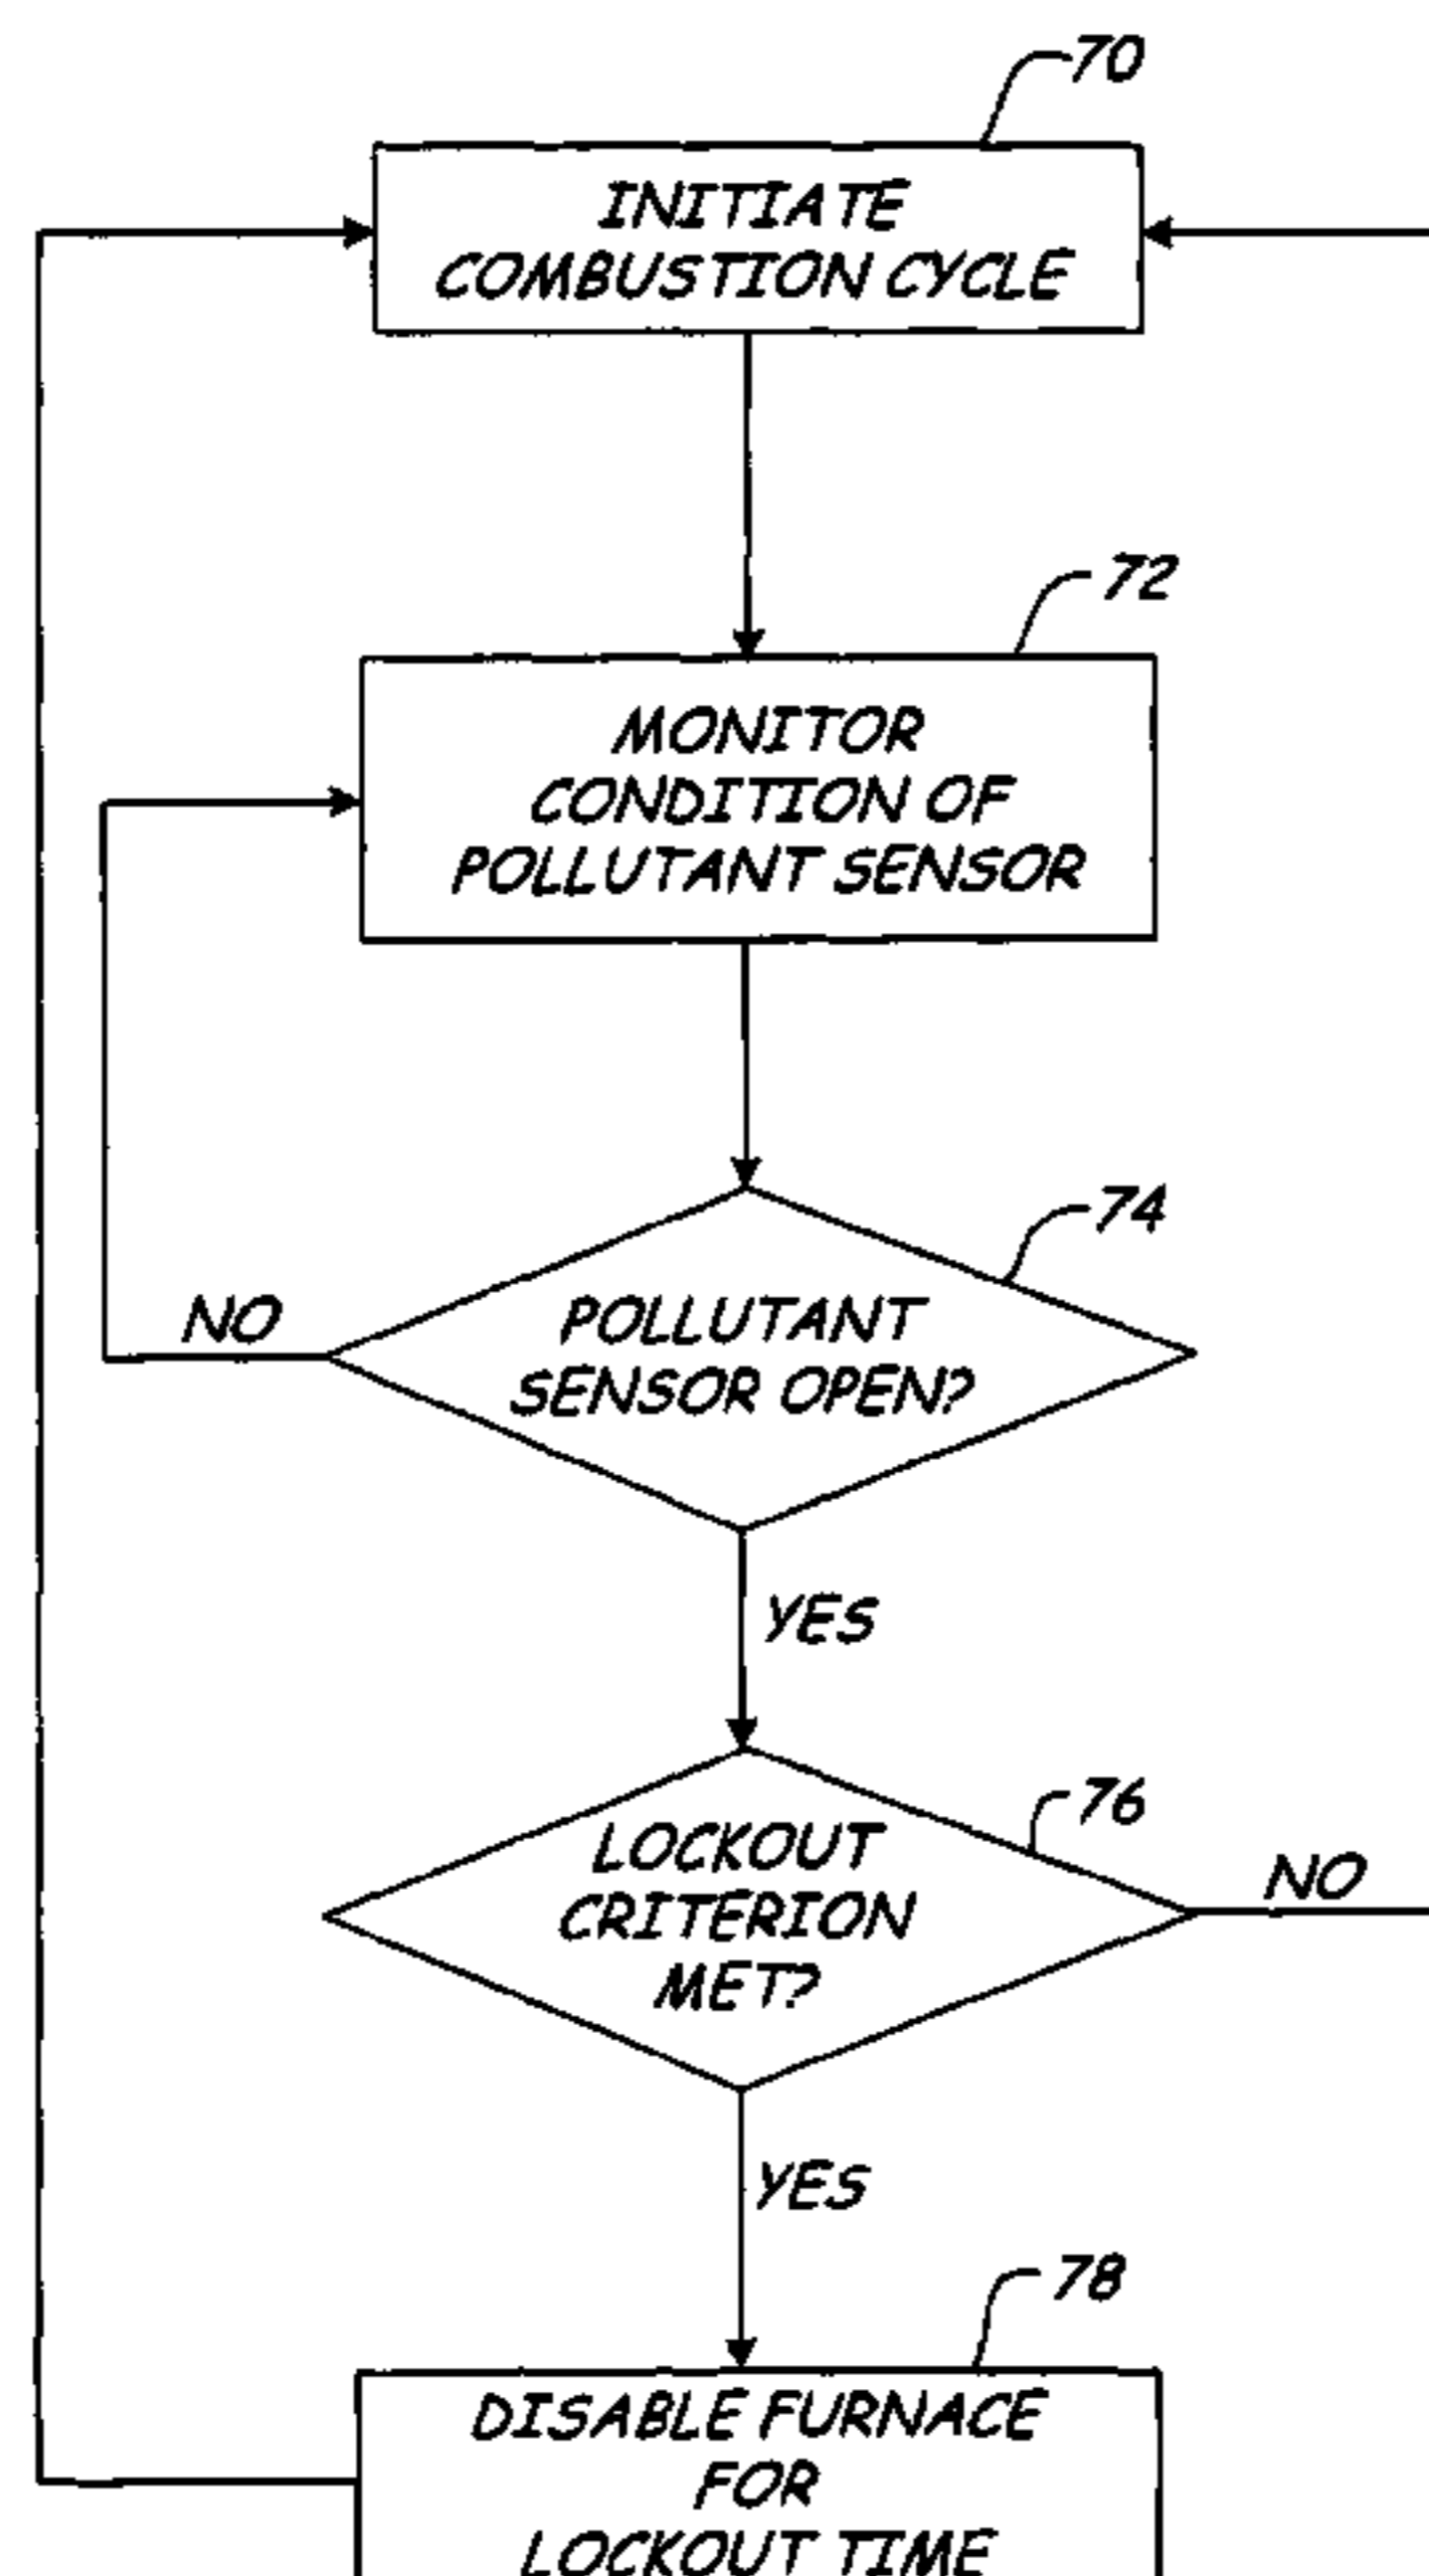 70
INITIATE
COMBUSTION CYCLE
72
MONITOR
CONDITION OF
POLLUTANT SENSOR
74
NO
POLLUTANT
SENSOR OPEN?
YES
76
LOCKOUT
CRITERION
MET?
NO
YES
78
DISABLE FURNACE
FOR
LOCKOUT TIME